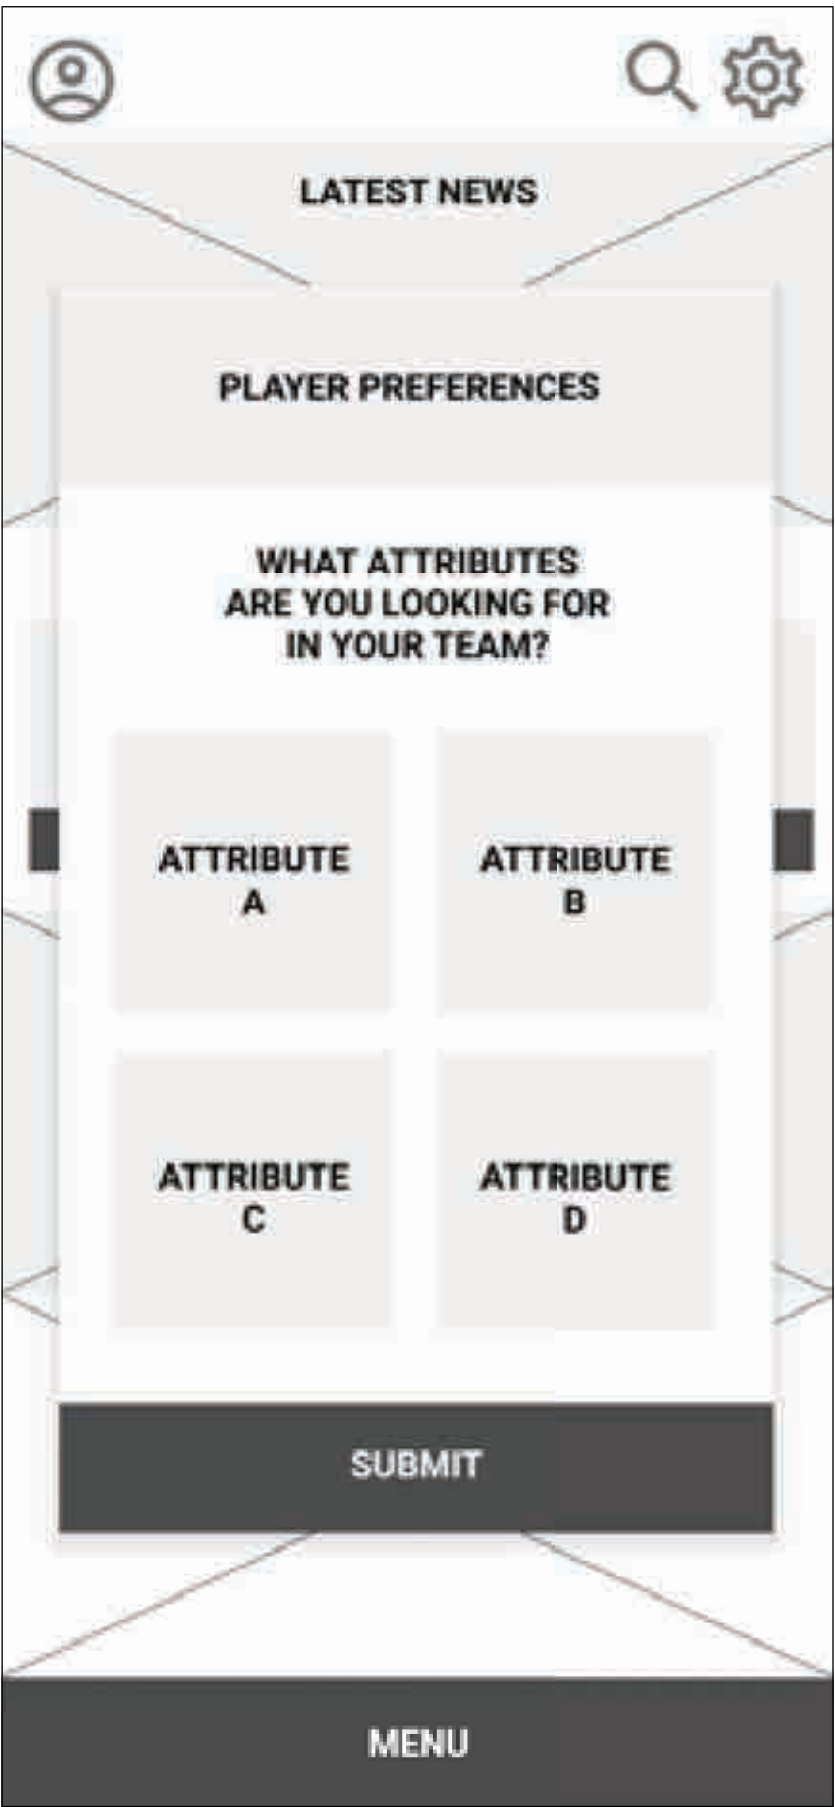 LATEST NEWS
PLAYER PREFERENCES
WHAT ATTRIBUTES
ARE YOU LOOKING FOR
IN YOUR TEAM?
ATTRIBUTE
A
ATTRIBUTE
B
ATTRIBUTE
C
ATTRIBUTE
D
SUBMIT
MENU